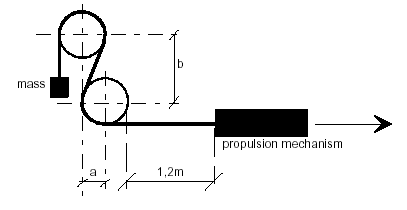 mass
b
propulsion mechanism
a
1,2m